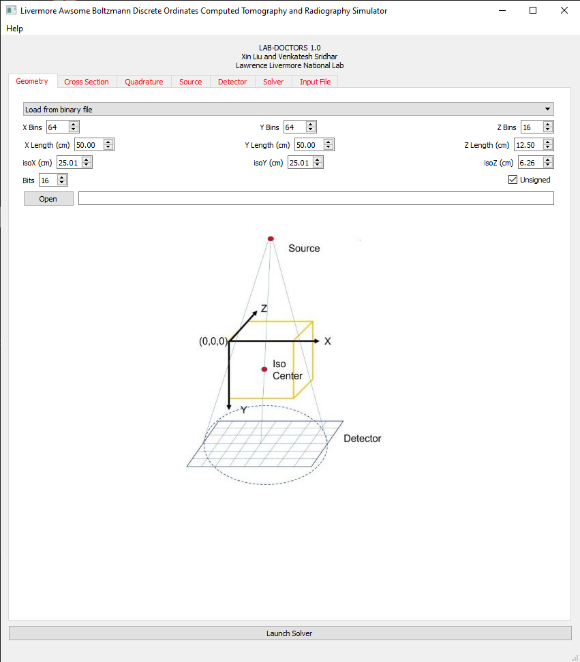 Livermore Awsome Boltzmann Discrete Ordinates Computed Tomography and Radiography Simulator
Help
LAB-DOCTORS 1.0
Xin Liu and Venkatesh Sridhar
Lawrence Livermore National Lab
Geometry Cross Section Quadrature Source Detector Solver Input File
Load from binary file
X Bins 64 Y Bins 64 Z Bins 16
X Length (cm) 50.00 Y Length (cm) 50.00 Z Length (cm) 12.50
isoX (cm) 25.01 isoY (cm) 25.01 isoZ (cm) 6.26
Bits 16 Unsigned
Open
Source
Z
(0,0,0) X
Iso
Center
Y
Detector
Launch Solver